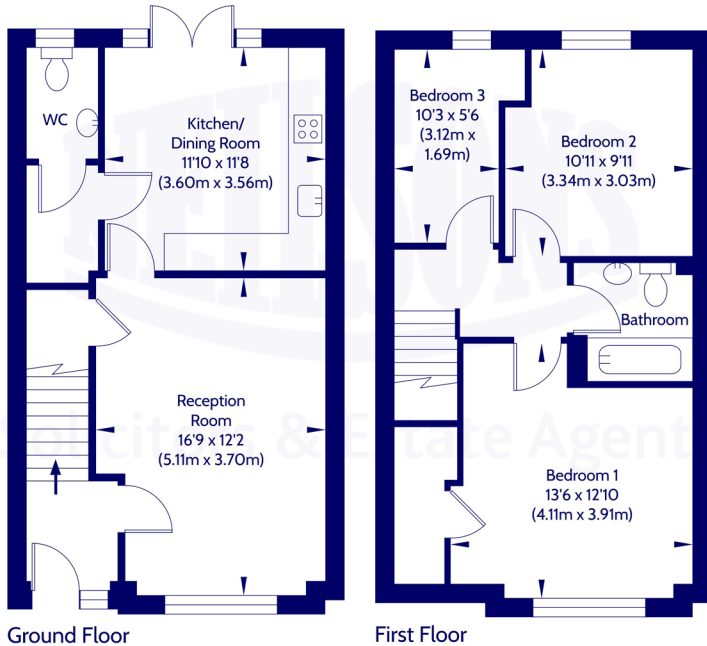 WC
Kitchen/
Dining Room
11'10 x 11'8
(3.60m x 3.56m)
Reception
Room
16'9 x 12'2
(5.11m x 3.70m)
Ground Floor
Bedroom 3
10'3 x 5'6
(3.12m x
1.69m)
Bedroom 2
10'11 x 9'11
(3.34m x 3.03m)
Bathroom
Bedroom 1
13'6 x 12'10
(4.11m x 3.91m)
First Floor
NEILSONS
Solicitors & Estate Agent